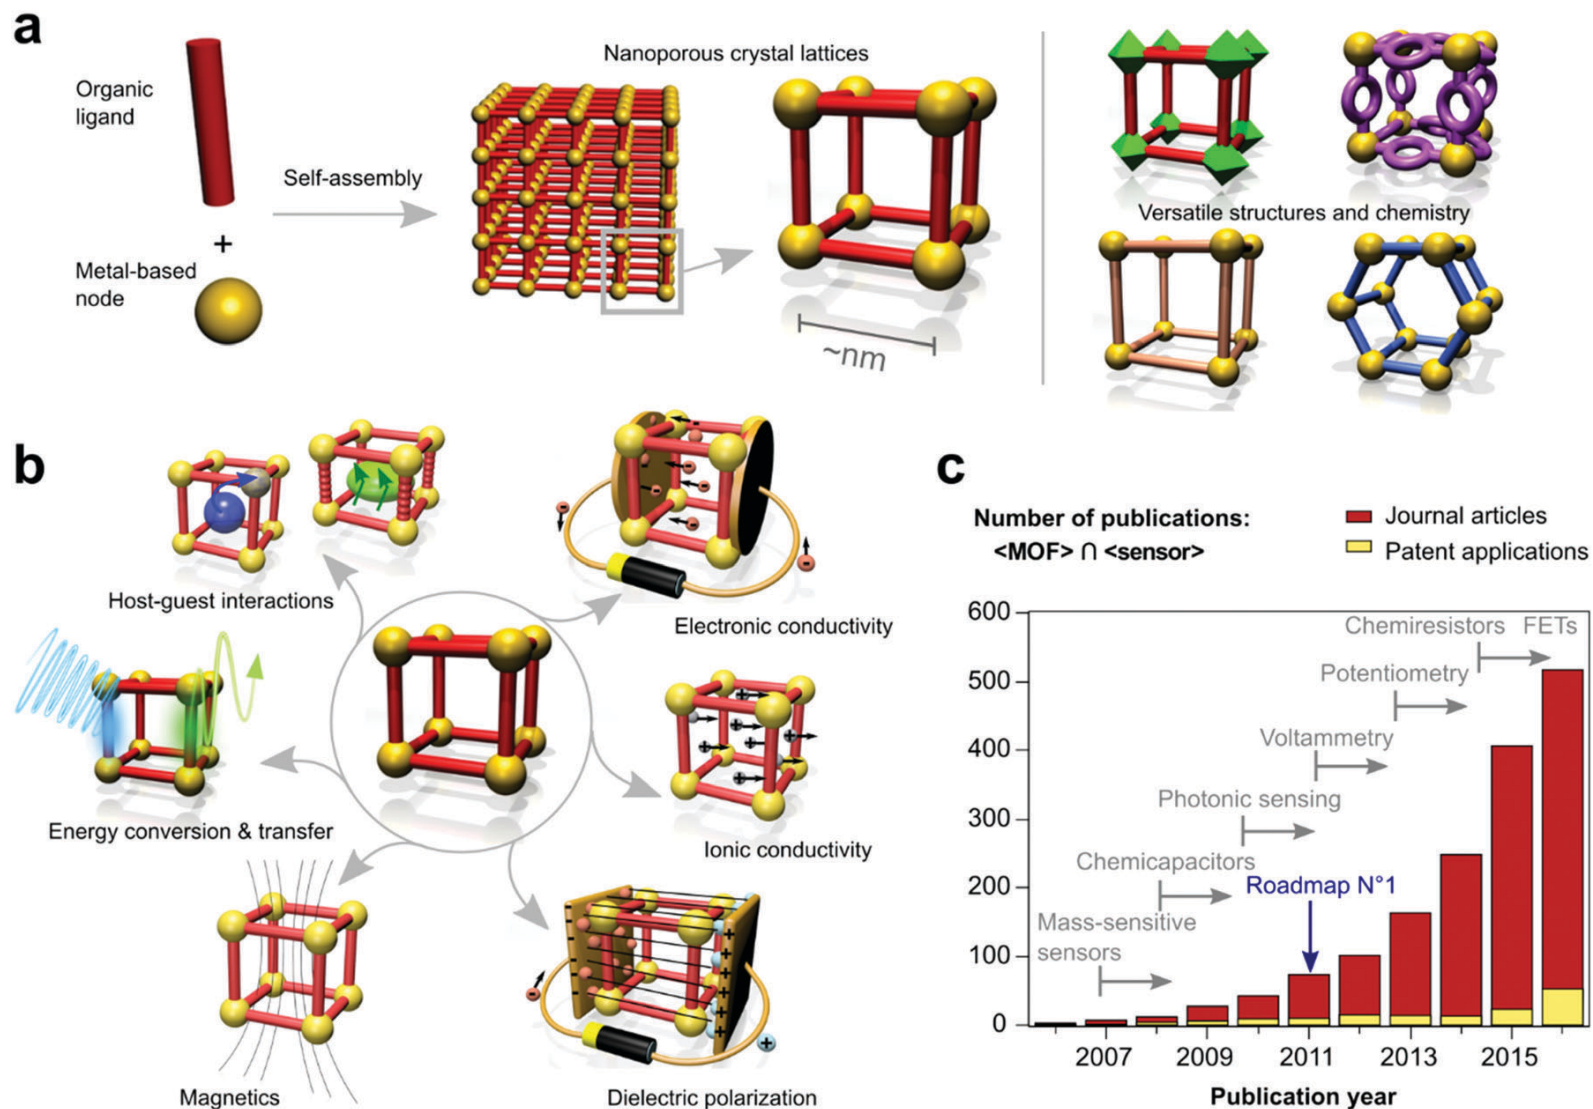 a
Organic
ligand
+
Metal-based
node
Self-assembly
Nanoporous crystal lattices
~nm
Versatile structures and chemistry
b
Host-guest interactions
Electronic conductivity
Energy conversion & transfer
Ionic conductivity
Magnetics
Dielectric polarization
c
Number of publications:
<MOF> ∩ <sensor>
Journal articles
Patent applications
600
500
400
300
200
100
0
Chemiresistors FETs
Potentiometry
Voltammetry
Photonic sensing
Chemicapacitors
Roadmap N°1
Mass-sensitive
sensors
2007 2009 2011 2013 2015
Publication year